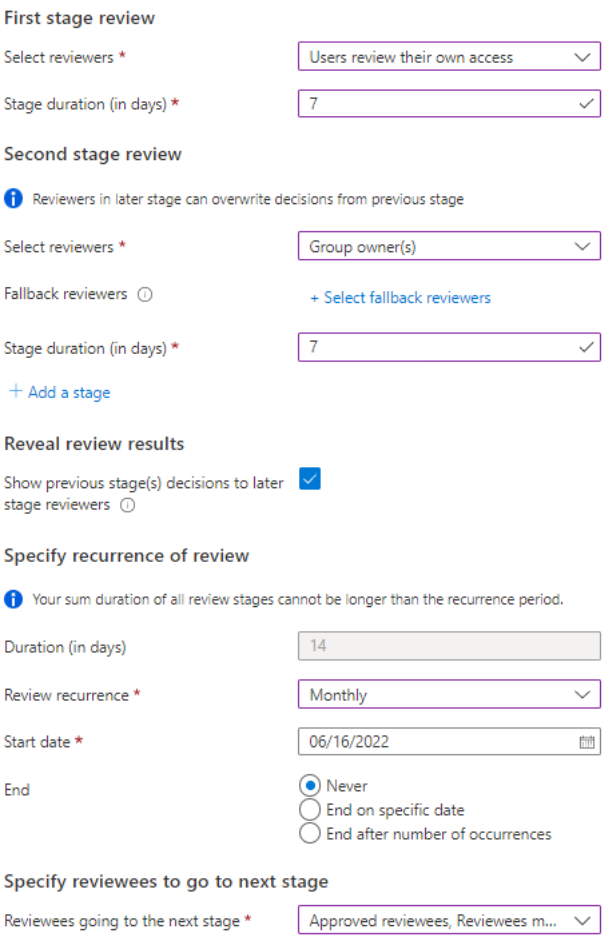 First stage review
Select reviewers * Users review their own access
Stage duration (in days) * 7
Second stage review
Reviewers in later stage can overwrite decisions from previous stage
Select reviewers * Group owner(s)
Fallback reviewers + Select fallback reviewers
Stage duration (in days) * 7
+ Add a stage
Reveal review results
Show previous stage(s) decisions to later
stage reviewers
Specify recurrence of review
Your sum duration of all review stages cannot be longer than the recurrence period.
Duration (in days) 14
Review recurrence * Monthly
Start date * 06/16/2022
End Never
End on specific date
End after number of occurrences
Specify reviewees to go to next stage
Reviewees going to the next stage * Approved reviewees, Reviewees m...